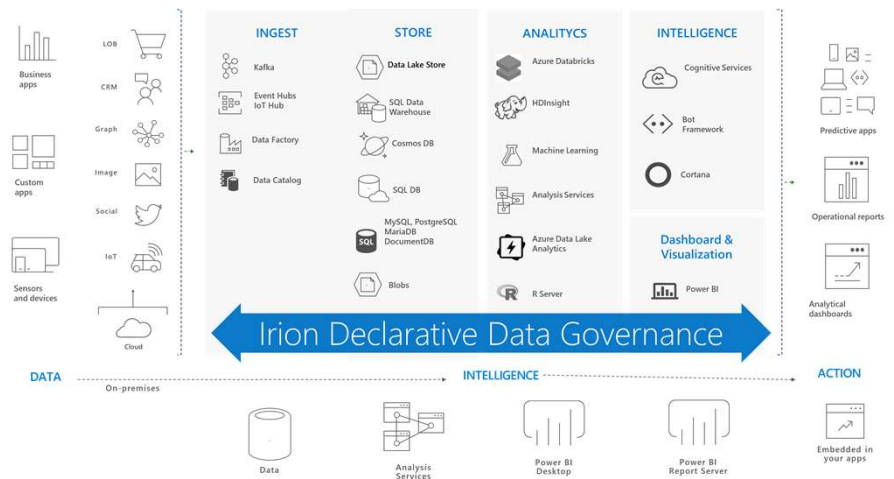 Business
apps
Custom
apps
Sensors
and devices
LOB
CRM
Graph
Image
Social
IoT
Cloud
INGEST
Kafka
Event Hubs
IoT Hub
Data Factory
Data Catalog
STORE
Data Lake Store
SQL Data
Warehouse
Cosmos DB
SQL DB
SQL
MySQL, PostgreSQL
MariaDB
DocumentDB
Blobs
ANALITYCS
Azure Databricks
HDInsight
Machine Learning
Analysis Services
Azure Data Lake
Analytics
R
R Server
INTELLIGENCE
Cognitive Services
Bot
Framework
Cortana
Dashboard &
Visualization
Power BI
Predictive apps
Operational reports
Analytical
dashboards
Irion Declarative Data Governance
DATA
INTELLIGENCE
ACTION
On-premises
Data
Analysis
Services
Power BI
Desktop
Power BI
Report Server
Embedded in
your apps